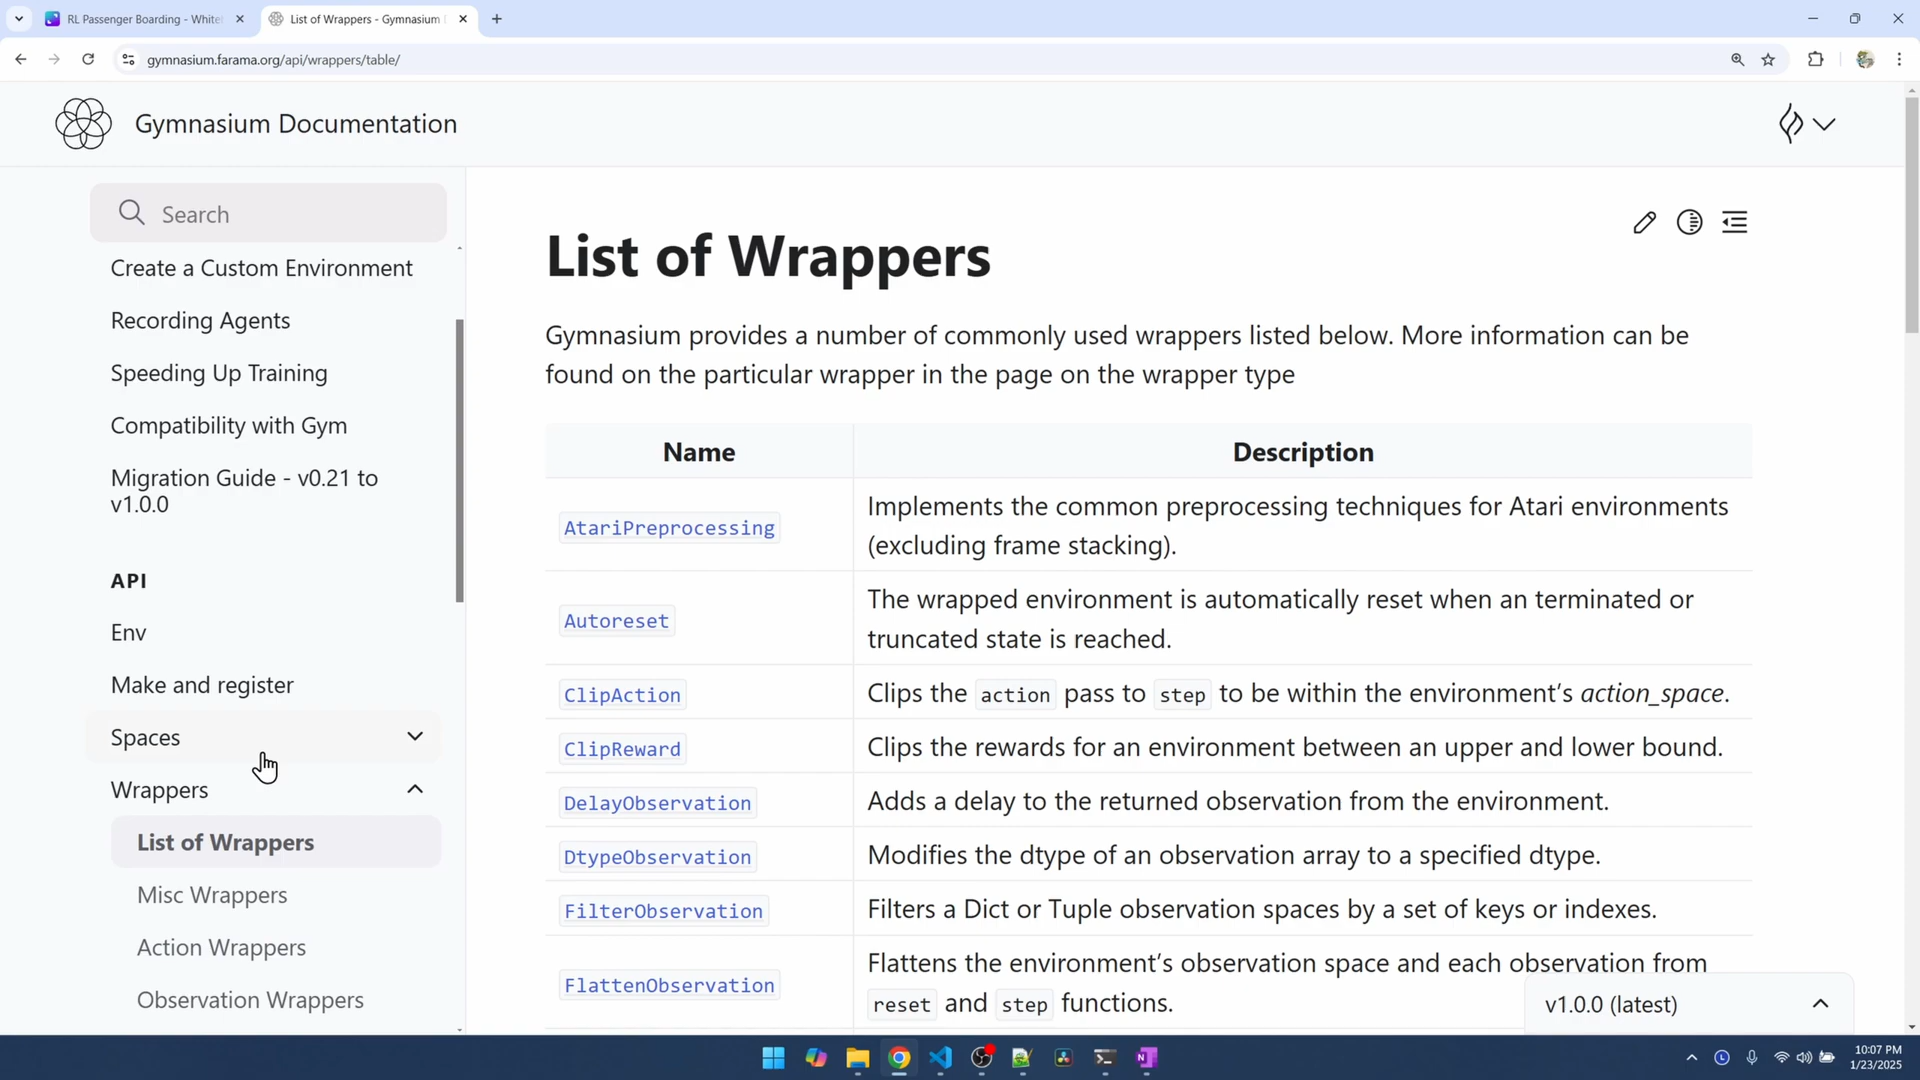 RL Passenger Boarding - White
List of Wrappers - Gymnasium
gymnasium.farama.org/api/wrappers/table/
Gymnasium Documentation
Search
Create a Custom Environment
Recording Agents
Speeding Up Training
Compatibility with Gym
Migration Guide - v0.21 to
v1.0.0
API
Env
Make and register
Spaces
Wrappers
List of Wrappers
Misc Wrappers
Action Wrappers
Observation Wrappers
List of Wrappers
Gymnasium provides a number of commonly used wrappers listed below. More information can be
found on the particular wrapper in the page on the wrapper type
Name Description
AtariPreprocessing
Implements the common preprocessing techniques for Atari environments
(excluding frame stacking).
Autoreset
The wrapped environment is automatically reset when an terminated or
truncated state is reached.
ClipAction Clips the action pass to step to be within the environment’s action_space.
ClipReward Clips the rewards for an environment between an upper and lower bound.
DelayObservation Adds a delay to the returned observation from the environment.
DtypeObservation Modifies the dtype of an observation array to a specified dtype.
FilterObservation Filters a Dict or Tuple observation spaces by a set of keys or indexes.
FlattenObservation
Flattens the environment’s observation space and each observation from
reset and step functions.
v1.0.0 (latest)
10:07 PM
1/23/2025